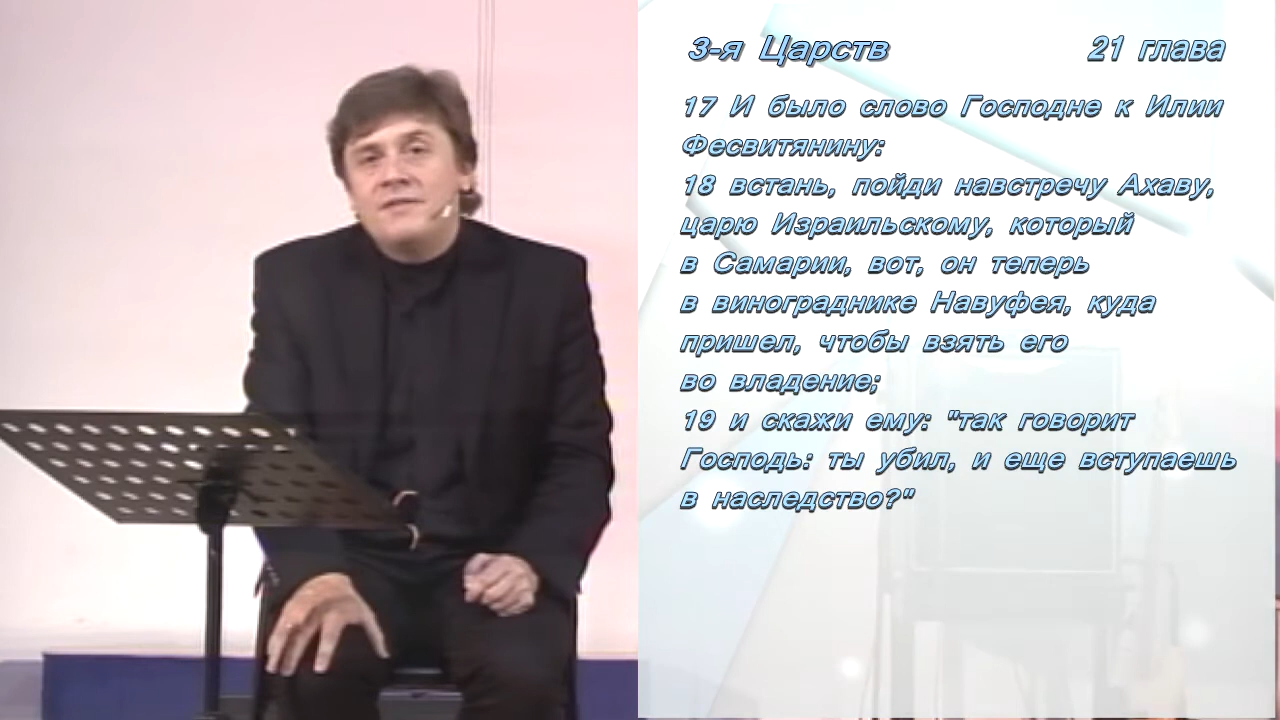 3-я Царств 21 глава
17 И было слово Господне к Илии
Фесвитянину:
18 встань, пойди навстречу Ахаву,
царю Израильскому, который
в Самарии, вот, он теперь
в винограднике Навуфея, куда
пришел, чтобы взять его
во владение;
19 и скажи ему: "так говорит
Господь: ты убил, и еще вступаешь
в наследство?"